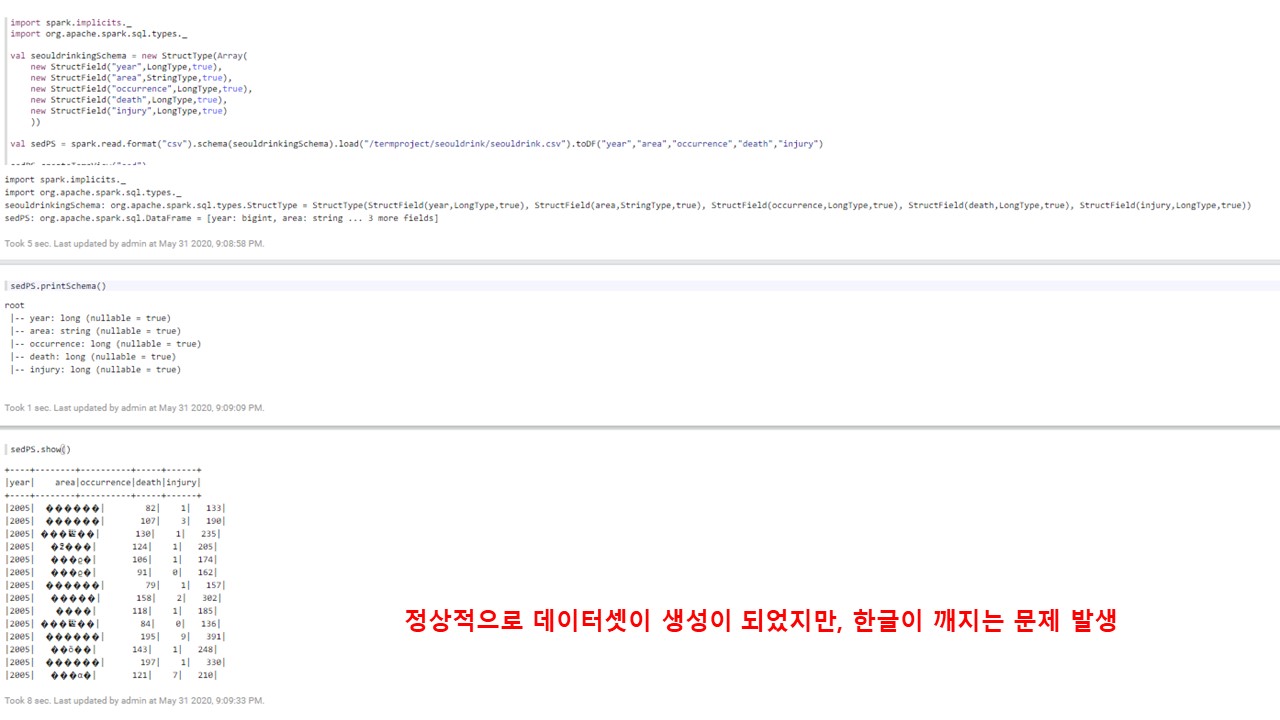 import spark.implicits._
import org.apache.spark.sql.types._
val seouldrinkingSchema = new StructType(Array(
new StructField("year",LongType,true),
new StructField("area",StringType,true),
new StructField("occurrence",LongType,true),
new StructField("death",LongType,true),
new StructField("injury",LongType,true)
))
val sedPS = spark.read.format("csv").schema(seouldrinkingSchema).load("/termproject/seouldrink/seouldrink.csv").toDF("year","area","occurrence","death","injury")
import spark.implicits._
import org.apache.spark.sql.types._
seouldrinkingSchema: org.apache.spark.sql.types.StructType = StructType(StructField(year,LongType,true), StructField(area,StringType,true), StructField(occurrence,LongType,true), StructField(death,LongType,true), StructField(injury,LongType,true))
sedPS: org.apache.spark.sql.DataFrame = [year: bigint, area: string ... 3 more fields]
Took 5 sec. Last updated by admin at May 31 2020, 9:08:58 PM.
sedPS.printSchema()
root
|-- year: long (nullable = true)
|-- area: string (nullable = true)
|-- occurrence: long (nullable = true)
|-- death: long (nullable = true)
|-- injury: long (nullable = true)
Took 1 sec. Last updated by admin at May 31 2020, 9:09:09 PM.
sedPS.show()
+----+--------+----------+-----+------+
|year|    area|occurrence|death|injury|
+----+--------+----------+-----+------+
|2005|  ������|        82|    1|   133|
|2005|  ������|       107|    3|   190|
|2005| ���|       130|    1|   235|
|2005|   ����|       124|    1|   205|
|2005|   ���ϱ�|       106|    1|   174|
|2005|   ���ϱ�|        91|    0|   162|
|2005|  ������|        79|    1|   157|
|2005|   �����|       158|    2|   302|
|2005|    ����|       118|    1|   185|
|2005| ���|        84|    0|   136|
|2005|  ������|       195|    9|   391|
|2005|   ��õ��|       143|    1|   248|
|2005|  ������|       197|    1|   330|
|2005|   ���α�|       121|    7|   210|
정상적으로 데이터셋이 생성이 되었지만, 한글이 깨지는 문제 발생
Took 8 sec. Last updated by admin at May 31 2020, 9:09:33 PM.